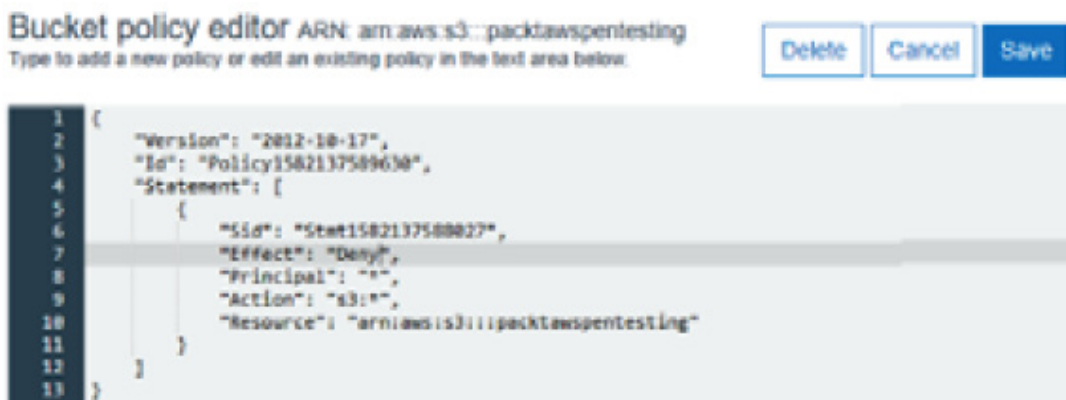 Bucket policy editor ARN: arn:aws:s3:::packtawspentesting
Type to add a new policy or edit an existing policy in the text area below.
Delete Cancel Save
1 {
2 "Version": "2012-10-17",
3 "Id": "Policy1582137589630",
4 "Statement": [
5 {
6 "Sid": "Stmt1582137588027",
7 "Effect": "Deny",
8 "Principal": "*",
9 "Action": "s3:*",
10 "Resource": "arn:aws:s3:::packtawspentesting"
11 }
12 ]
13 }